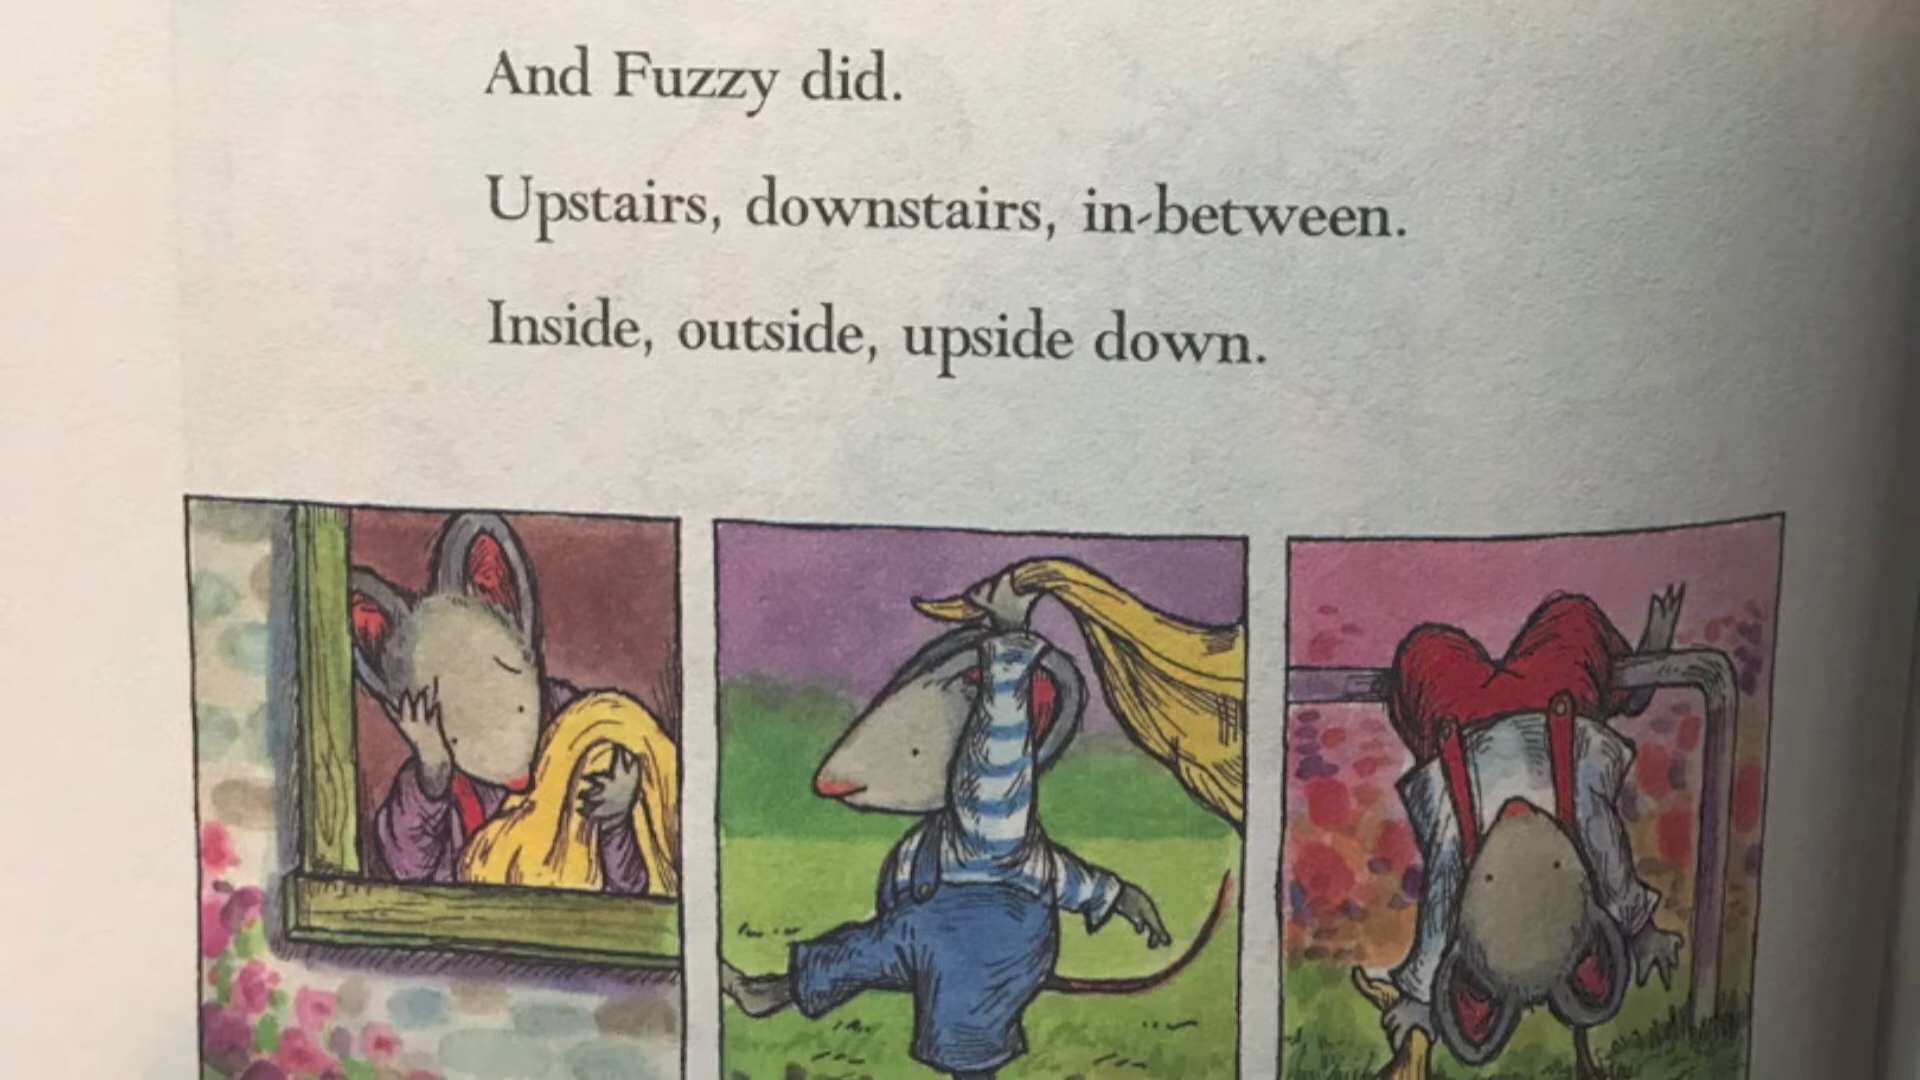 And Fuzzy did.
Upstairs, downstairs, in-between.
Inside, outside, upside down.